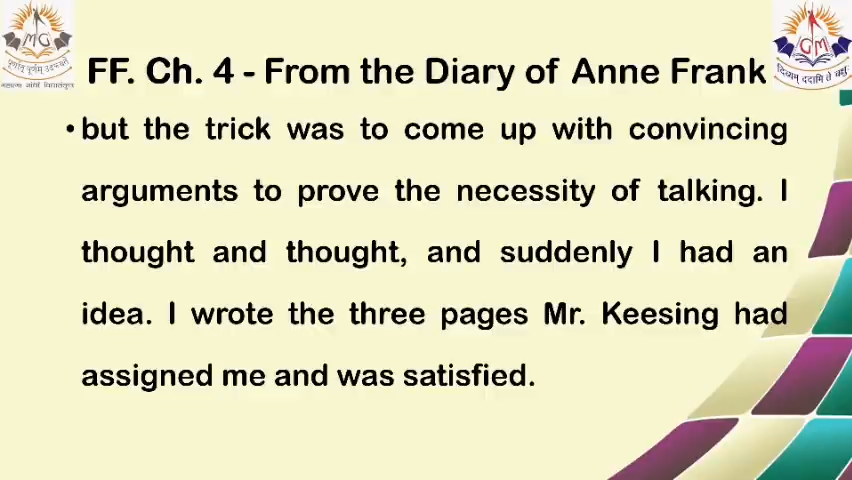 MG
GM
FF. Ch. 4 - From the Diary of Anne Frank
• but the trick was to come up with convincing
arguments to prove the necessity of talking. I
thought and thought, and suddenly I had an
idea. I wrote the three pages Mr. Keesing had
assigned me and was satisfied.